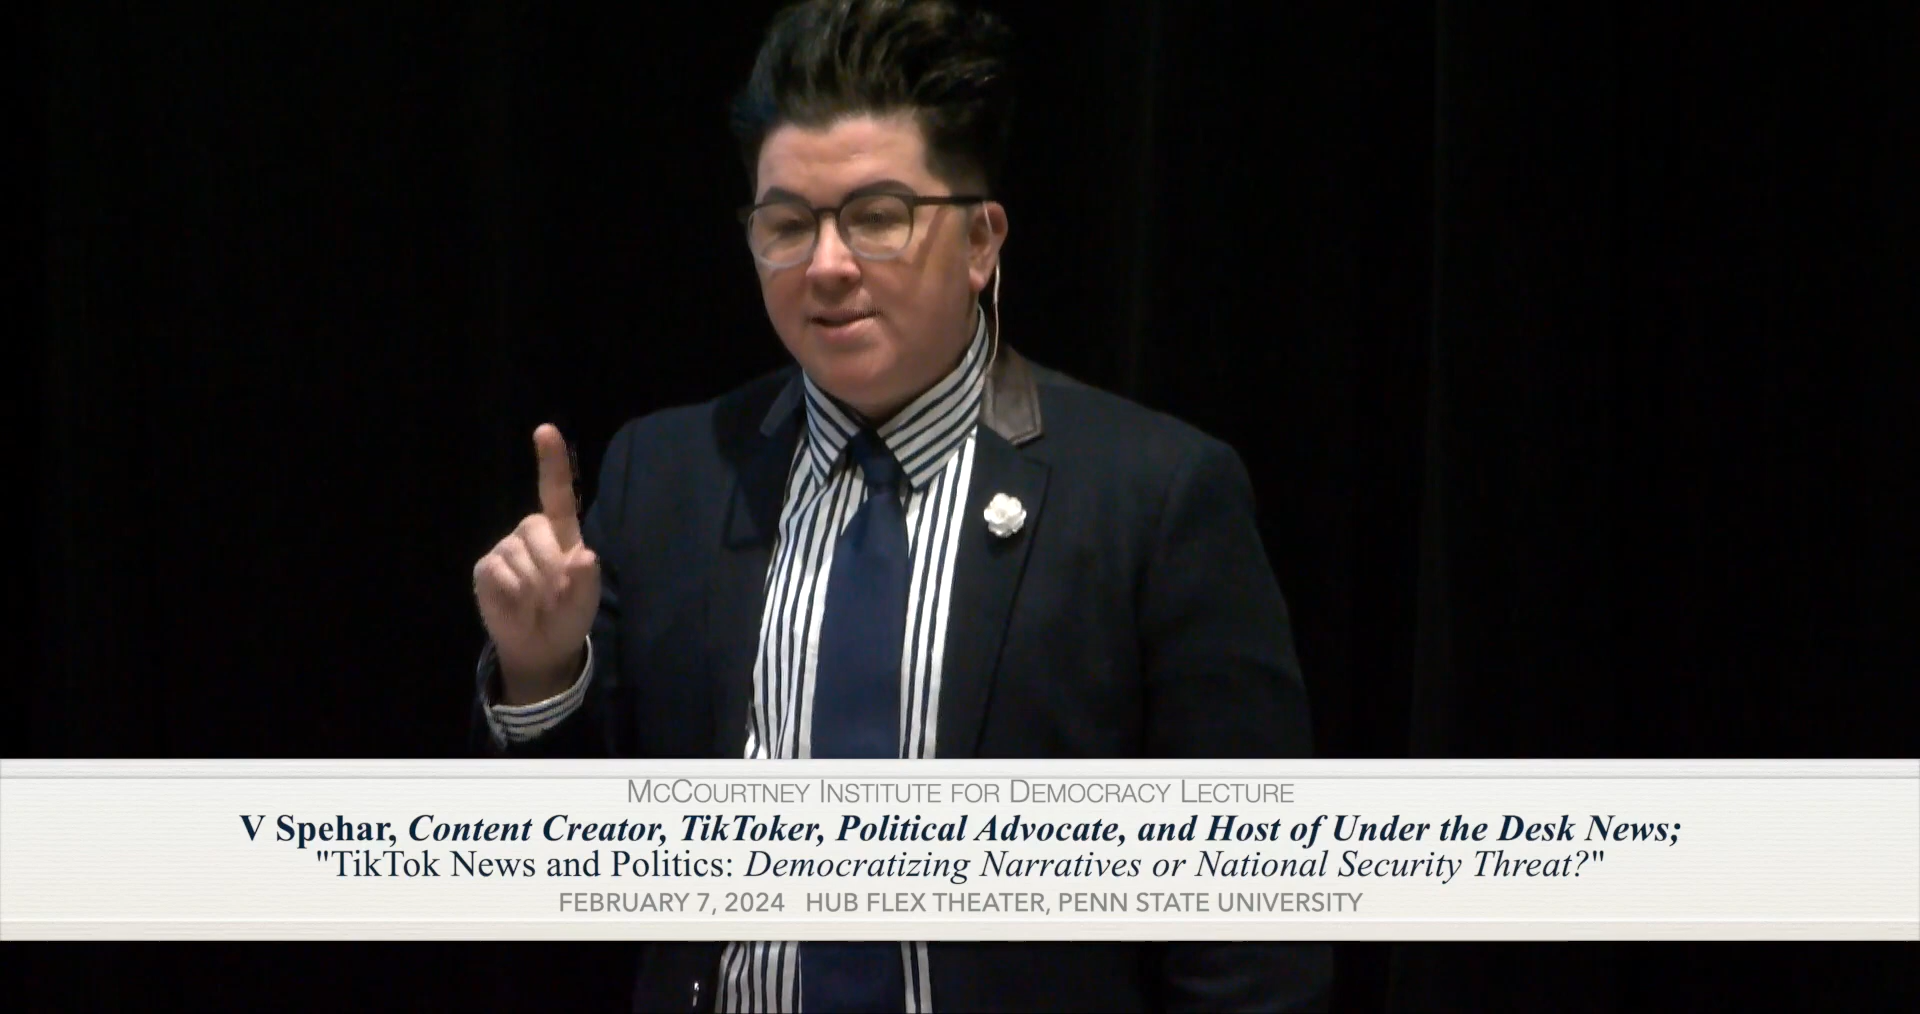 McCourtney Institute for Democracy Lecture
V Spehar, Content Creator, TikToker, Political Advocate, and Host of Under the Desk News;
"TikTok News and Politics: Democratizing Narratives or National Security Threat?"
FEBRUARY 7, 2024 HUB FLEX THEATER, PENN STATE UNIVERSITY